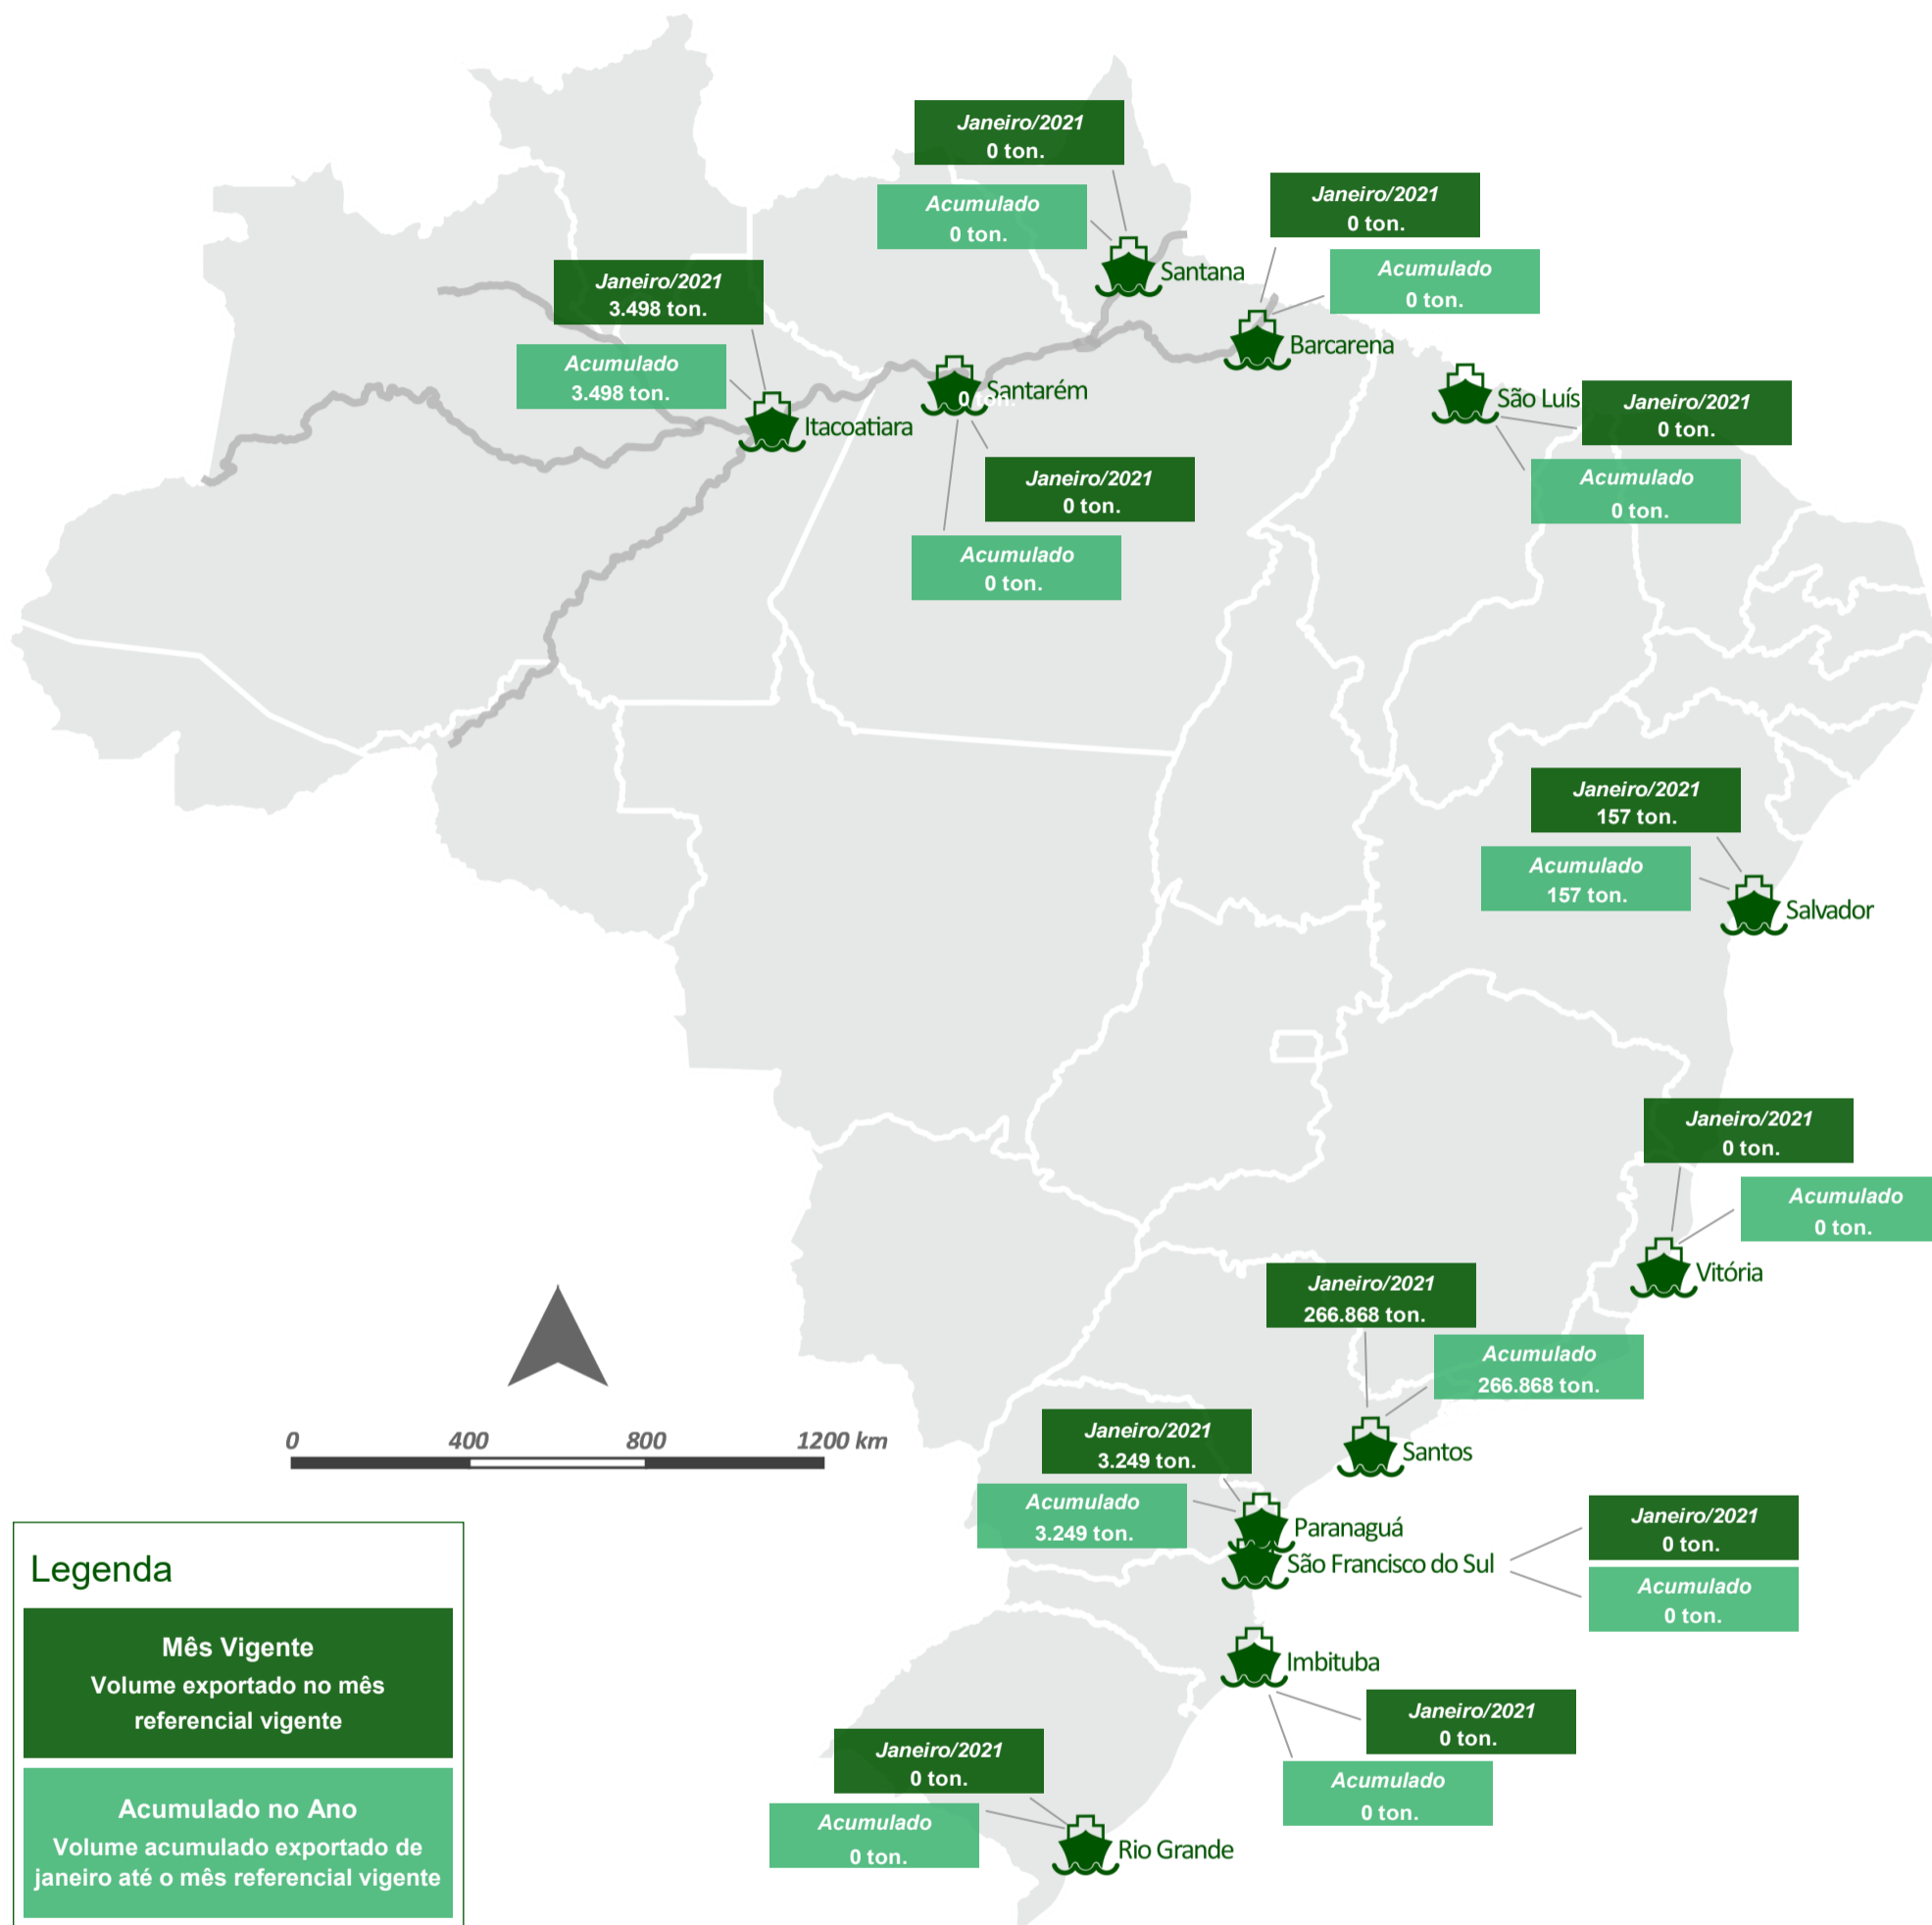 Janeiro/2021
0 ton.
Acumulado
0 ton.
Santana
Janeiro/2021
0 ton.
Acumulado
0 ton.
Barcarena
Janeiro/2021
3.498 ton.
Acumulado
3.498 ton.
Itacoatiara
Santarém
0 ton.
Janeiro/2021
0 ton.
Acumulado
0 ton.
São Luís
Janeiro/2021
0 ton.
Acumulado
0 ton.
Janeiro/2021
157 ton.
Acumulado
157 ton.
Salvador
Janeiro/2021
0 ton.
Acumulado
0 ton.
Vitória
Janeiro/2021
266.868 ton.
Acumulado
266.868 ton.
Santos
Janeiro/2021
3.249 ton.
Acumulado
3.249 ton.
Paranaguá
São Francisco do Sul
Janeiro/2021
0 ton.
Acumulado
0 ton.
Imbituba
Janeiro/2021
0 ton.
Acumulado
0 ton.
Janeiro/2021
0 ton.
Acumulado
0 ton.
Rio Grande
0 400 800 1200 km
Legenda
Mês Vigente
Volume exportado no mês
referencial vigente
Acumulado no Ano
Volume acumulado exportado de
janeiro até o mês referencial vigente